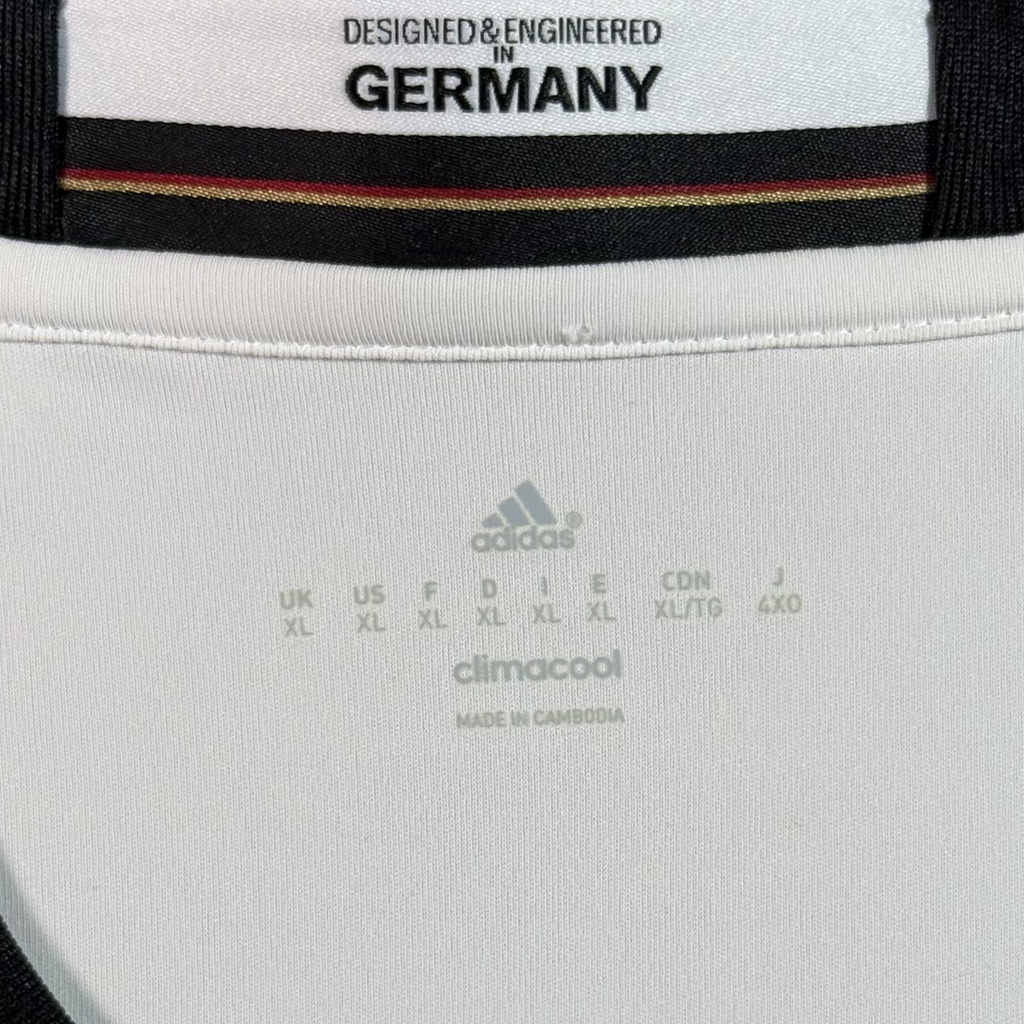 DESIGNED & ENGINEERED
IN
GERMANY
adidas®
UK US F D I E CDN J
XL XL XL XL XL XL XL/TG 4XO
climacool
MADE IN CAMBODIA